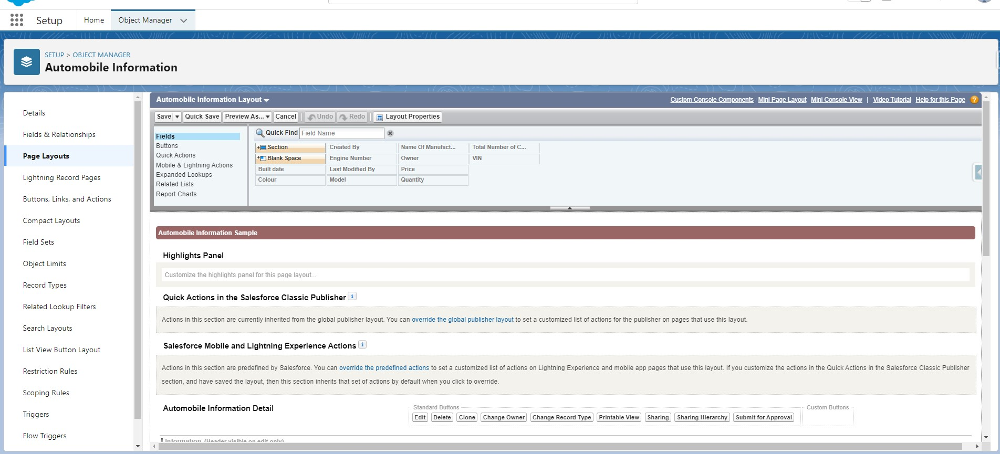 Setup
Home
Object Manager
SETUP > OBJECT MANAGER
Automobile Information
Details
Fields & Relationships
Page Layouts
Lightning Record Pages
Buttons, Links, and Actions
Compact Layouts
Field Sets
Object Limits
Record Types
Related Lookup Filters
Search Layouts
List View Button Layout
Restriction Rules
Scoping Rules
Triggers
Flow Triggers
Automobile Information Layout
Custom Console Components Mini Page Layout Mini Console View | Video Tutorial Help for this Page ?
Save Quick Save Preview As... Cancel Undo Redo Layout Properties
Fields
Buttons
Quick Actions
Mobile & Lightning Actions
Expanded Lookups
Related Lists
Report Charts
Quick Find Field Name
Section Created By Name Of Manufact... Total Number of C...
Blank Space Engine Number Owner VIN
Built date Last Modified By Price
Colour Model Quantity
Automobile Information Sample
Highlights Panel
Customize the highlights panel for this page layout...
Quick Actions in the Salesforce Classic Publisher i
Actions in this section are currently inherited from the global publisher layout. You can override the global publisher layout to set a customized list of actions for the publisher on pages that use this layout.
Salesforce Mobile and Lightning Experience Actions i
Actions in this section are predefined by Salesforce. You can override the predefined actions to set a customized list of actions on Lightning Experience and mobile app pages that use this layout. If you customize the actions in the Quick Actions in the Salesforce Classic Publisher
section, and have saved the layout, then this section inherits that set of actions by default when you click to override.
Automobile Information Detail
Standard Buttons
Edit Delete Clone Change Owner Change Record Type Printable View Sharing Sharing Hierarchy Submit for Approval
Custom Buttons
Information (Header visible on edit only)